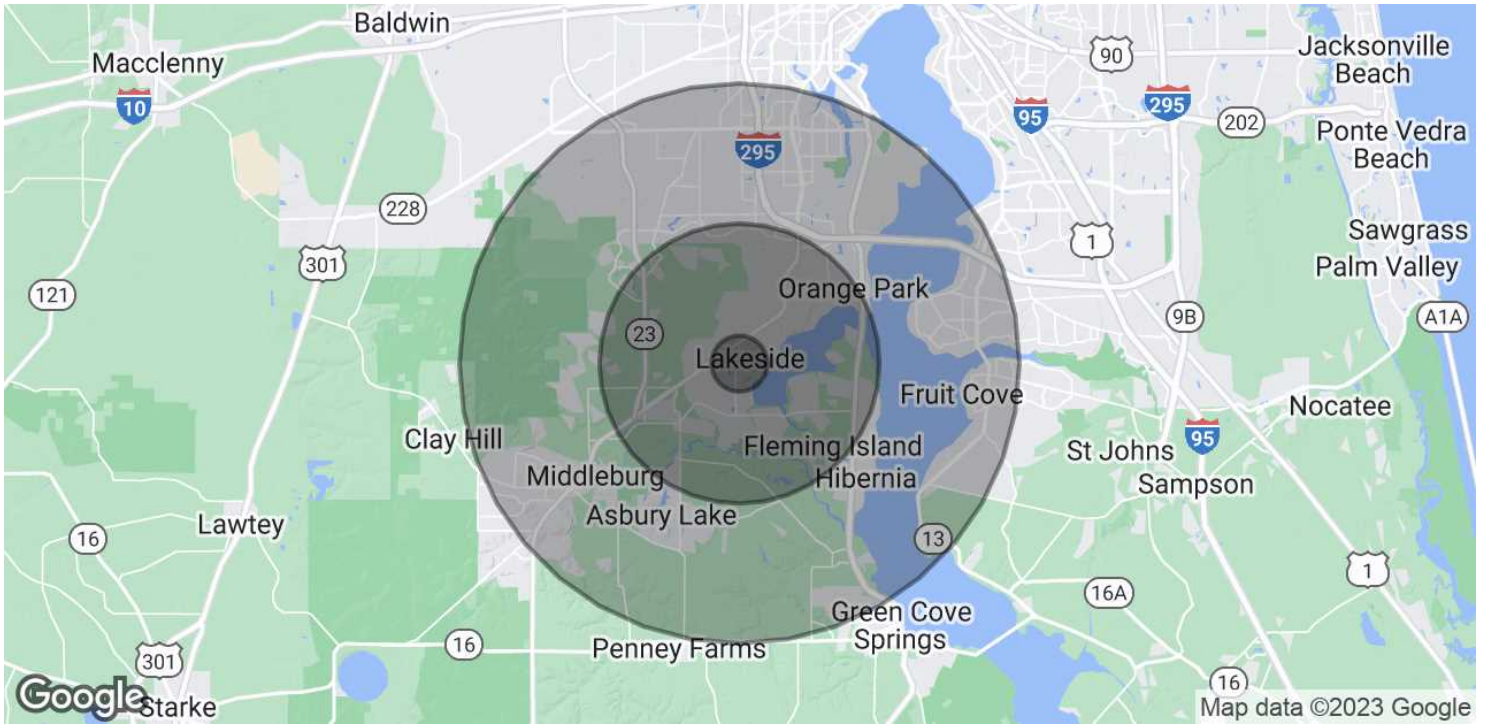 Baldwin
Macclenny
10
90
Jacksonville
Beach
95
295
202
Ponte Vedra
Beach
295
228
301
1
Sawgrass
Palm Valley
121
Orange Park
9B
A1A
23
Lakeside
Fruit Cove
Nocatee
Clay Hill
Fleming Island
Hibernia
St Johns
95
Sampson
Middleburg
Asbury Lake
Lawtey
16
13
1
16A
Green Cove
Springs
16
Penney Farms
301
16
Google
Starke
Map data ©2023 Google